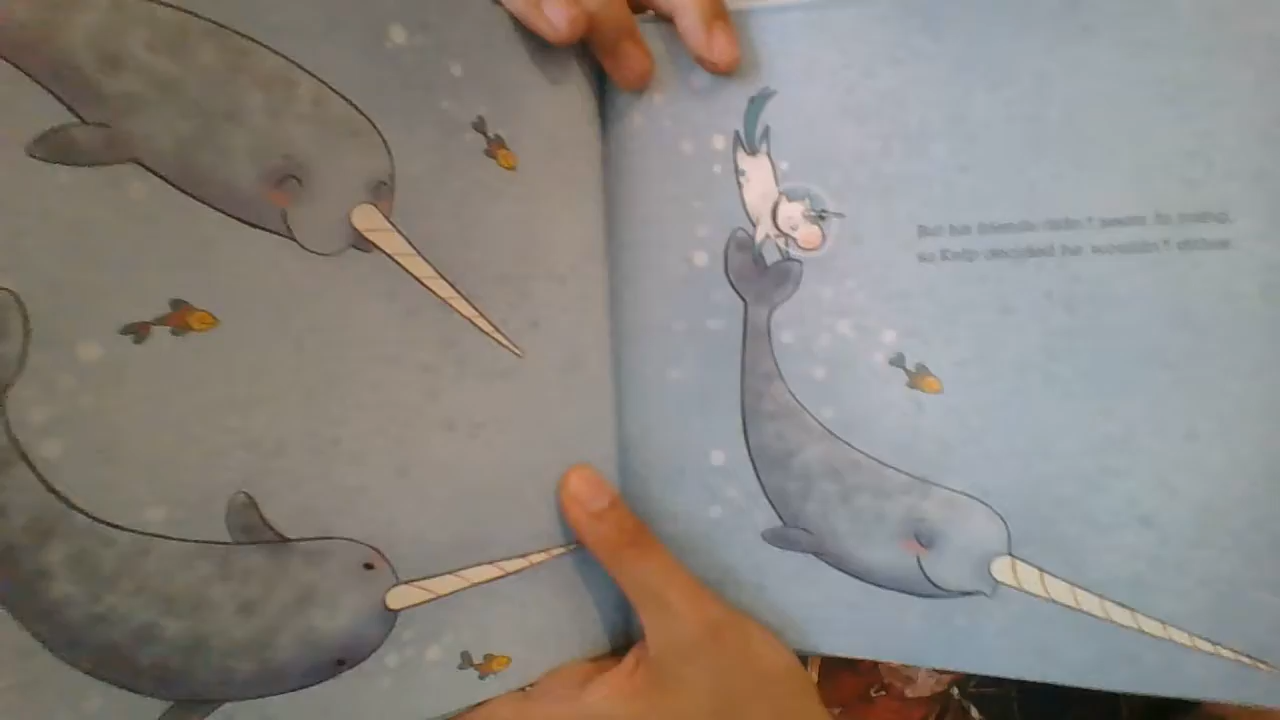 But his friends didn't seem to mind,
so Kelp decided he wouldn't either.